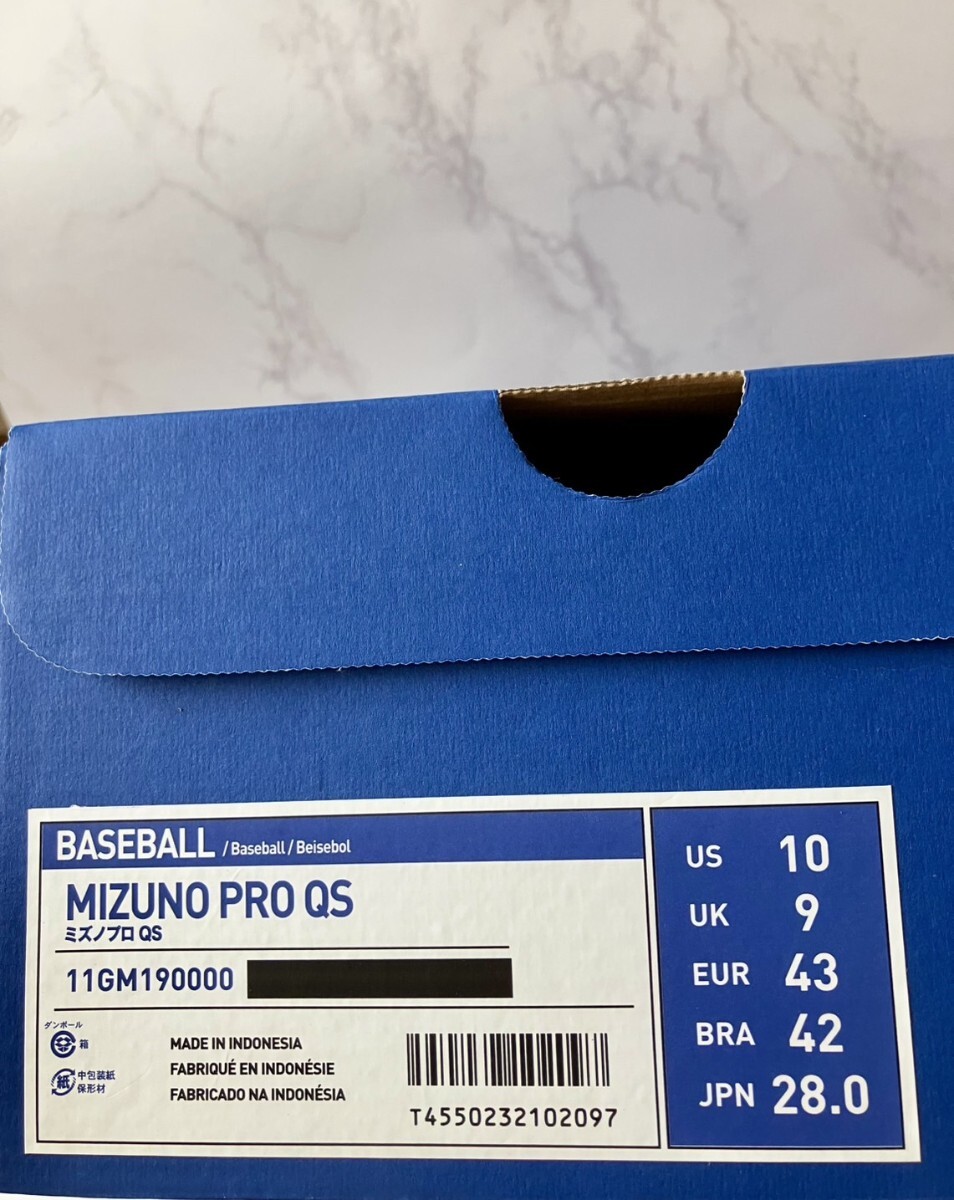 BASEBALL / Baseball / Beisebol
MIZUNO PRO QS
ミズノプロ QS
11GM190000
ダンボール
箱
紙 中包装紙
保形材
MADE IN INDONESIA
FABRIQUÉ EN INDONÉSIE
FABRICADO NA INDONÉSIA
T4550232102097
US 10
UK 9
EUR 43
BRA 42
JPN 28.0